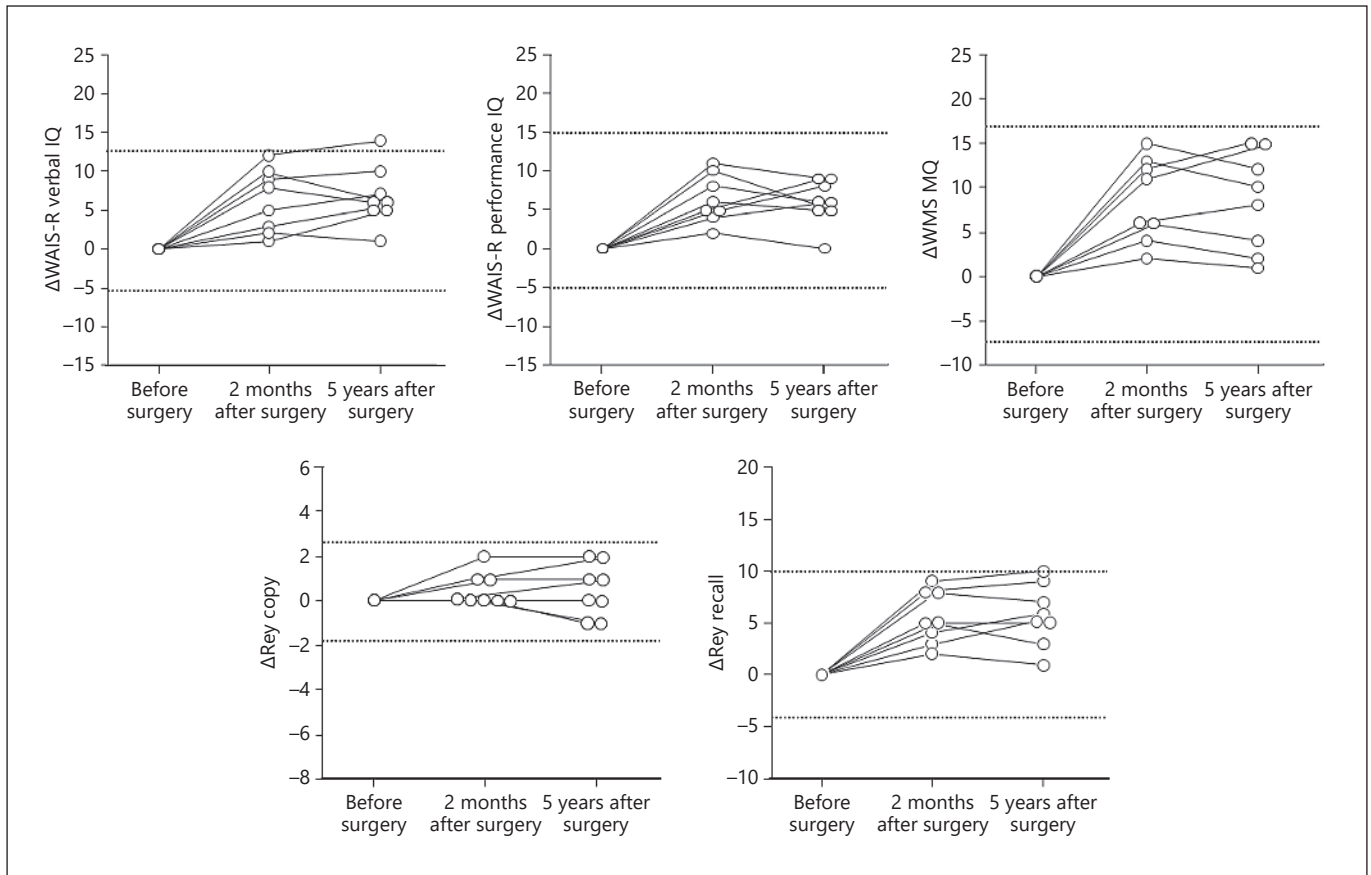 ΔWAIS-R verbal IQ
25
20
15
10
5
0
–5
–10
–15
Before
surgery
2 months
after surgery
5 years after
surgery
ΔWAIS-R performance IQ
25
20
15
10
5
0
–5
–10
–15
Before
surgery
2 months
after surgery
5 years after
surgery
ΔWMS MQ
25
20
15
10
5
0
–5
–10
Before
surgery
2 months
after surgery
5 years after
surgery
ΔRey copy
6
4
2
0
–2
–4
–6
–8
Before
surgery
2 months
after surgery
5 years after
surgery
ΔRey recall
20
15
10
5
0
–5
–10
Before
surgery
2 months
after surgery
5 years after
surgery